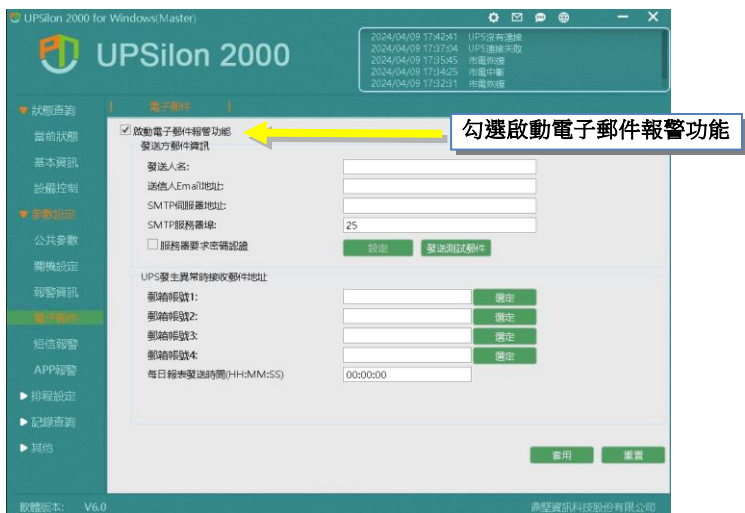 UPSilon 2000 for Windows(Master)
UPSilon 2000
2024/04/09 17:42:41 UPS沒有連接
2024/04/09 17:37:04 UPS連接失敗
2024/04/09 17:35:45 市電恢復
2024/04/09 17:34:25 市電中斷
2024/04/09 17:32:31 市電恢復
狀態查詢
當前狀態
基本資訊
設備控制
參數設定
公共參數
開機設定
報警資訊
電子郵件
短信報警
APP報警
排程設定
記錄查詢
其他
電子郵件
啟動電子郵件報警功能
勾選啟動電子郵件報警功能
發送方郵件資訊
發送人名:
送信人Email地址:
SMTP伺服器地址:
SMTP服務器埠:
25
服務器要求密碼認證
設定
發送測試郵件
UPS發生異常時接收郵件地址
郵箱帳號1:
選定
郵箱帳號2:
選定
郵箱帳號3:
選定
郵箱帳號4:
選定
每日報表發送時間(HH:MM:SS)
00:00:00
套用
重置
軟體版本: V6.0
鼎堅資訊科技股份有限公司